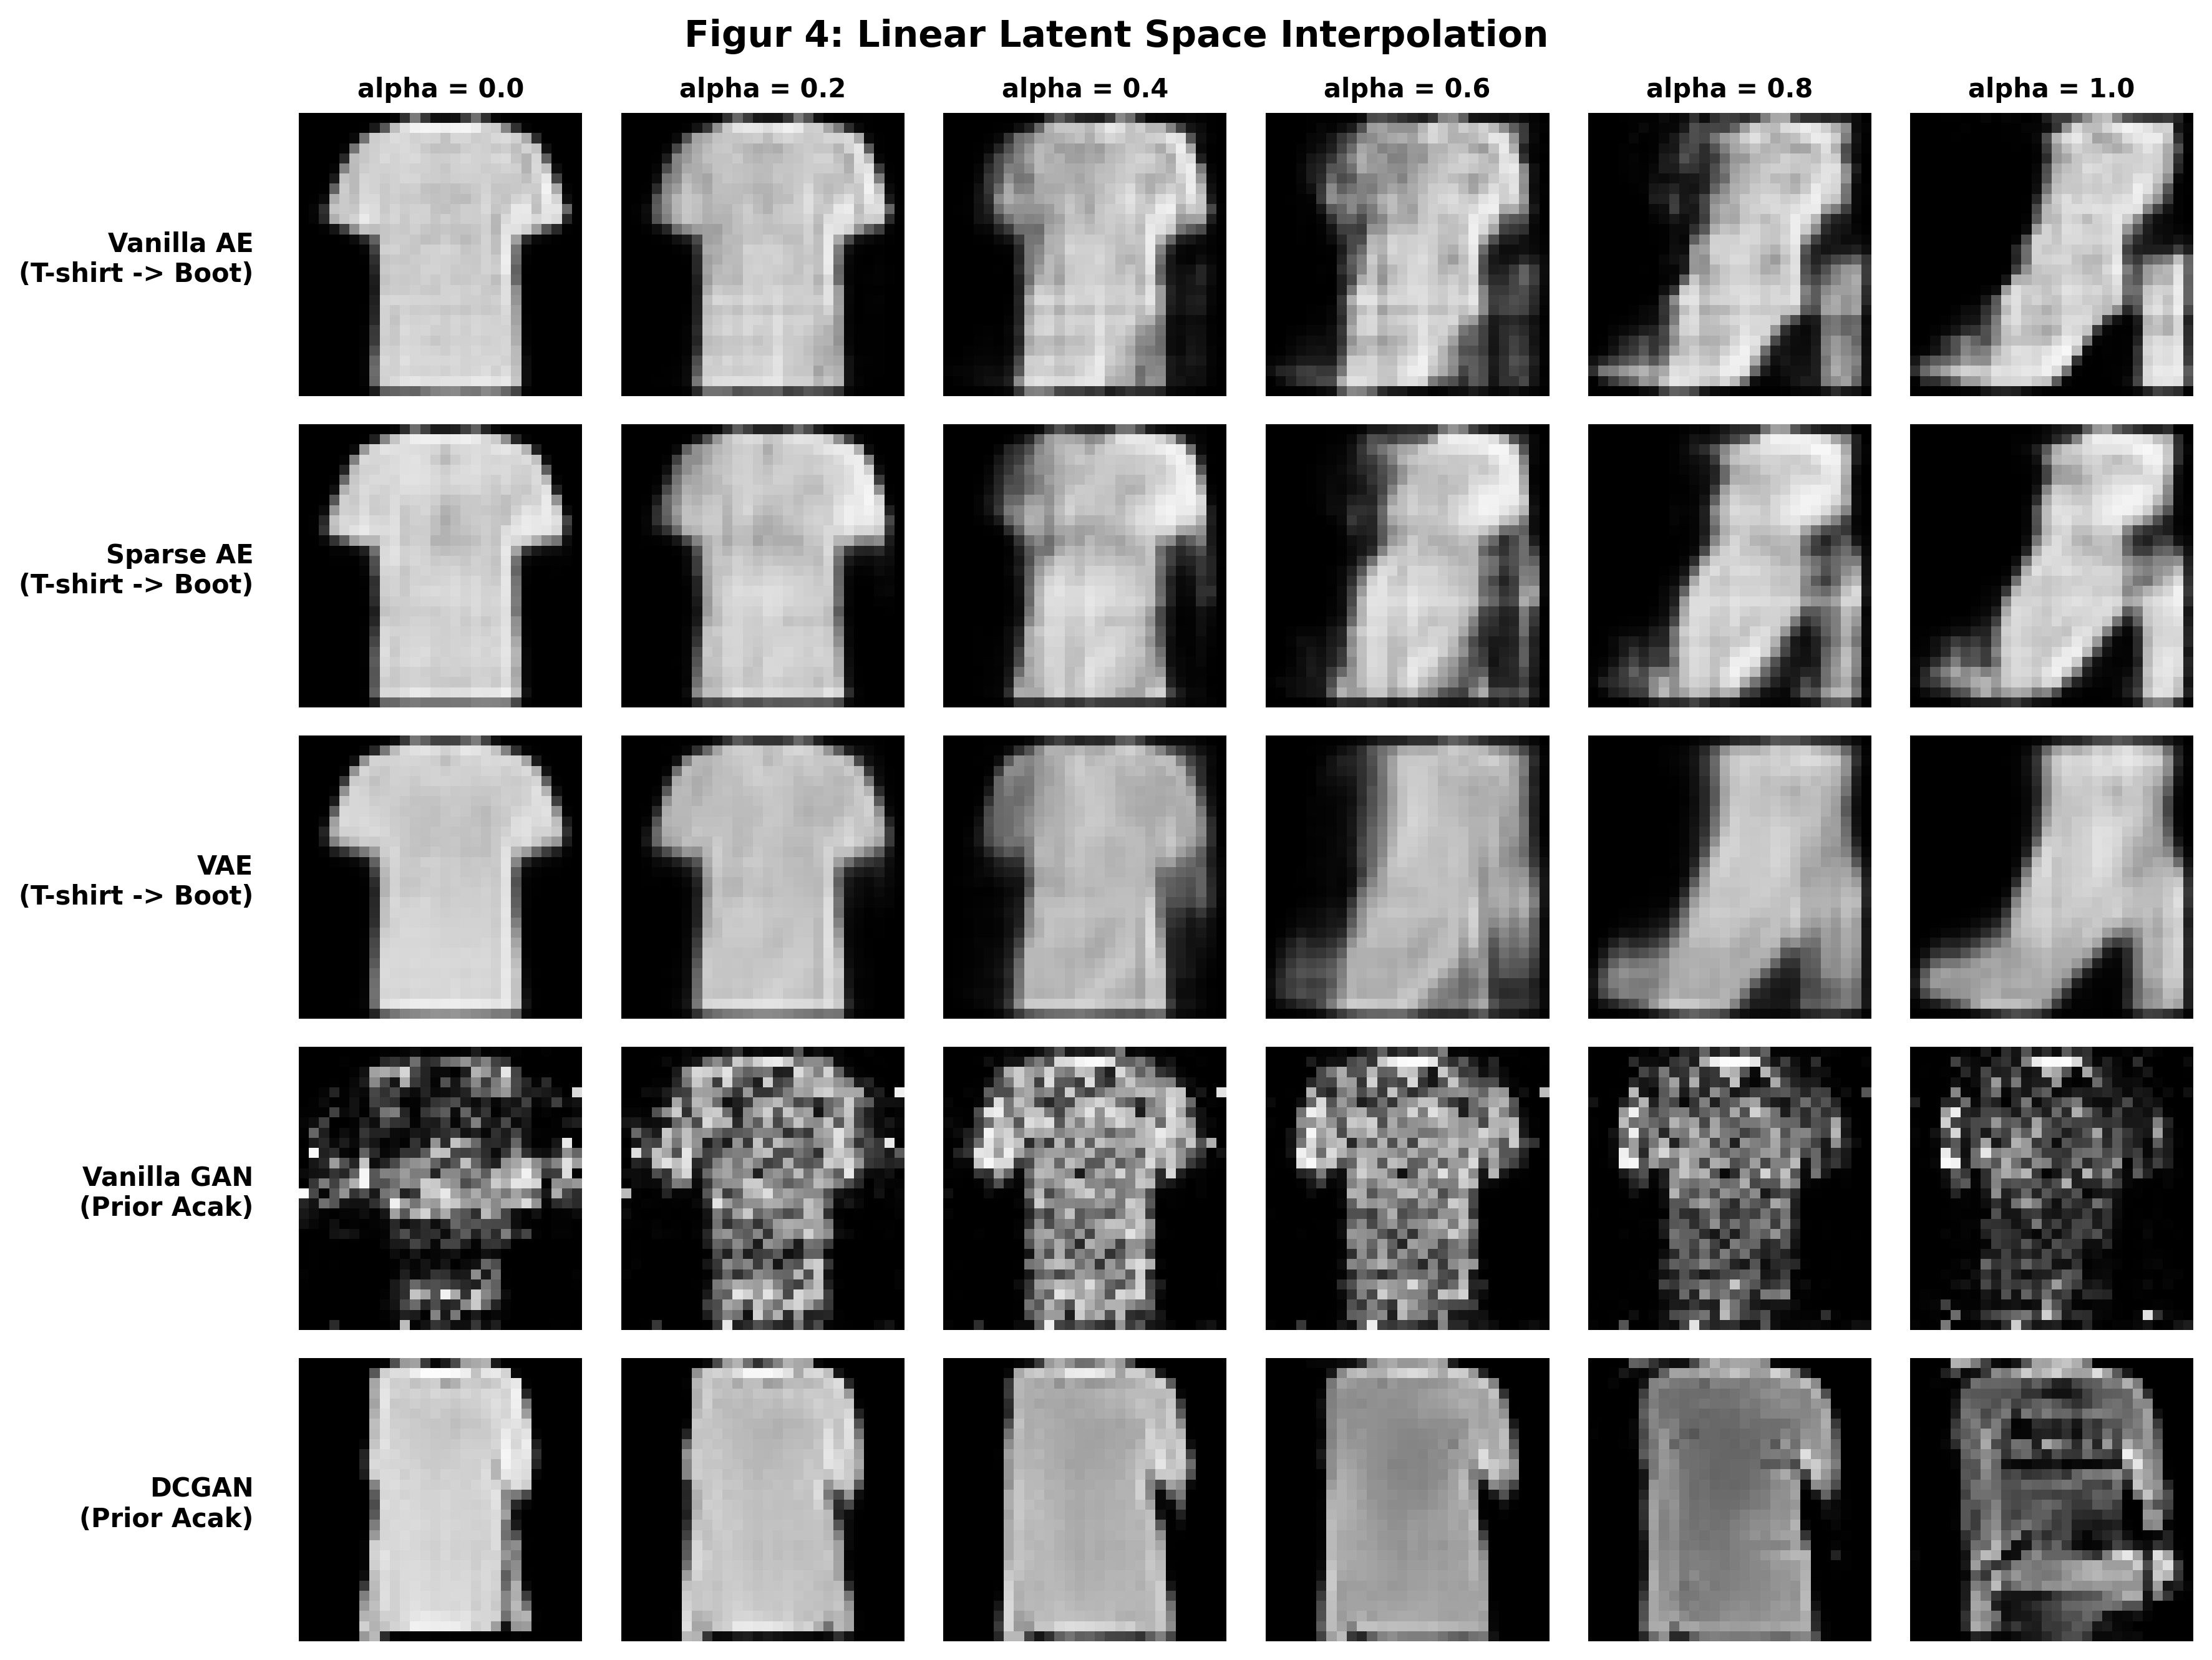 Figur 4: Linear Latent Space Interpolation
alpha = 0.0
alpha = 0.2
alpha = 0.4
alpha = 0.6
alpha = 0.8
alpha = 1.0
Vanilla AE
(T-shirt -> Boot)
Sparse AE
(T-shirt -> Boot)
VAE
(T-shirt -> Boot)
Vanilla GAN
(Prior Acak)
DCGAN
(Prior Acak)